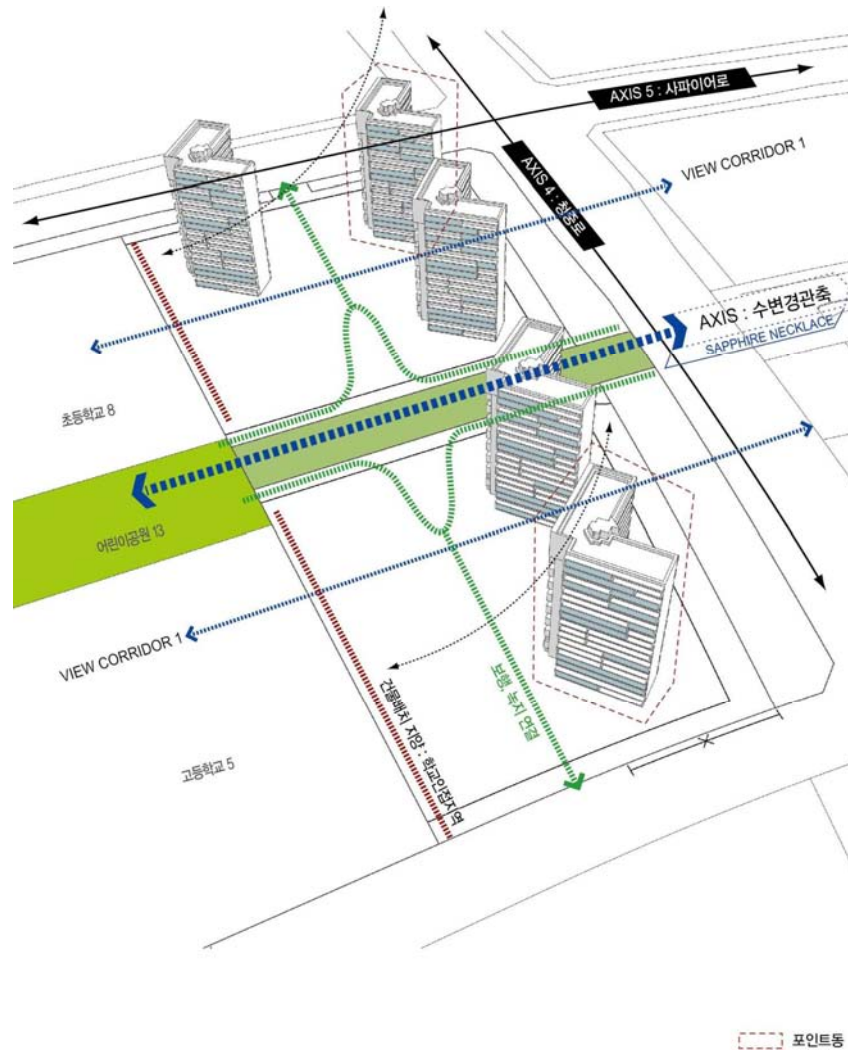 AXIS 5 : 사파이어로
VIEW CORRIDOR 1
AXIS 4 : 청중로
AXIS : 수변경관축
SAPPHIRE NECKLACE
초등학교 8
어린이공원 13
VIEW CORRIDOR 1
보행, 녹지 연결
건물배치 지양 : 학교인접지역
고등학교 5
포인트동